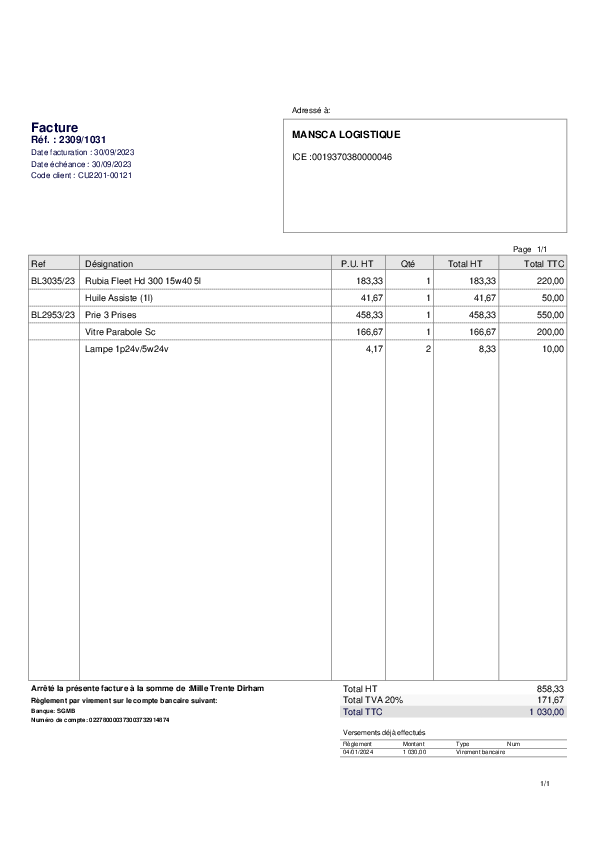 Adressé à:
Facture
Réf. : 2309/1031
Date facturation : 30/09/2023
Date échéance : 30/09/2023
Code client : CU2201-00121
MANSCA LOGISTIQUE
ICE :0019370380000046
Page 1/1
Ref Désignation P.U. HT Qté Total HT Total TTC
BL3035/23 Rubia Fleet Hd 300 15w40 5l 183,33 1 183,33 220,00
Huile Assiste (1l) 41,67 1 41,67 50,00
BL2953/23 Prie 3 Prises 458,33 1 458,33 550,00
Vitre Parabole Sc 166,67 1 166,67 200,00
Lampe 1p24v/5w24v 4,17 2 8,33 10,00
Arrêté la présente facture à la somme de :Mille Trente Dirham
Règlement par virement sur le compte bancaire suivant:
Banque: SGMB
Numéro de compte: 0227800003730037329148​74
Total HT 858,33
Total TVA 20% 171,67
Total TTC 1 030,00
Versements déjà effectués
Règlement Montant Type Num
04/01/2024 1 030,00 Virement bancaire
1/1